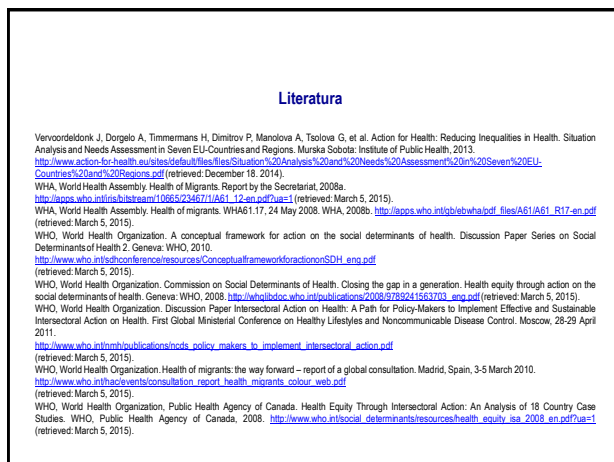 Literatura
Vervoordeldonk J, Dorgelo A, Timmermans H, Dimitrov P, Manolova A, Tsolova G, et al. Action for Health: Reducing Inequalities in Health. Situation
Analysis and Needs Assessment in Seven EU-Countries and Regions. Murska Sobota: Institute of Public Health, 2013.
http://www.action-for-health.eu/sites/default/files/files/Situation%20Analysis%20and%20Needs%20Assessment%20in%20Seven%20EU-
Countries%20and%20Regions.pdf (retrieved: December 18. 2014).
WHA, World Health Assembly. Health of Migrants. Report by the Secretariat, 2008a.
http://apps.who.int/iris/bitstream/10665/23467/1/A61_12-en.pdf?ua=1 (retrieved: March 5, 2015).
WHA, World Health Assembly. Health of migrants. WHA61.17, 24 May 2008. WHA, 2008b. http://apps.who.int/gb/ebwha/pdf_files/A61/A61_R17-en.pdf
(retrieved: March 5, 2015).
WHO, World Health Organization. A conceptual framework for action on the social determinants of health. Discussion Paper Series on Social
Determinants of Health 2. Geneva: WHO, 2010.
http://www.who.int/sdhconference/resources/ConceptualframeworkforactiononSDH_eng.pdf
(retrieved: March 5, 2015).
WHO, World Health Organization. Commission on Social Determinants of Health. Closing the gap in a generation. Health equity through action on the
social determinants of health. Geneva: WHO, 2008. http://whqlibdoc.who.int/publications/2008/9789241563703_eng.pdf (retrieved: March 5, 2015).
WHO, World Health Organization. Discussion Paper Intersectoral Action on Health: A Path for Policy-Makers to Implement Effective and Sustainable
Intersectoral Action on Health. First Global Ministerial Conference on Healthy Lifestyles and Noncommunicable Disease Control. Moscow, 28-29 April
2011.
http://www.who.int/nmh/publications/ncds_policy_makers_to_implement_intersectoral_action.pdf
(retrieved: March 5, 2015).
WHO, World Health Organization. Health of migrants: the way forward – report of a global consultation. Madrid, Spain, 3-5 March 2010.
http://www.who.int/hac/events/consultation_report_health_migrants_colour_web.pdf
(retrieved: March 5, 2015).
WHO, World Health Organization, Public Health Agency of Canada. Health Equity Through Intersectoral Action: An Analysis of 18 Country Case
Studies. WHO, Public Health Agency of Canada, 2008. http://www.who.int/social_determinants/resources/health_equity_isa_2008_en.pdf?ua=1
(retrieved: March 5, 2015).